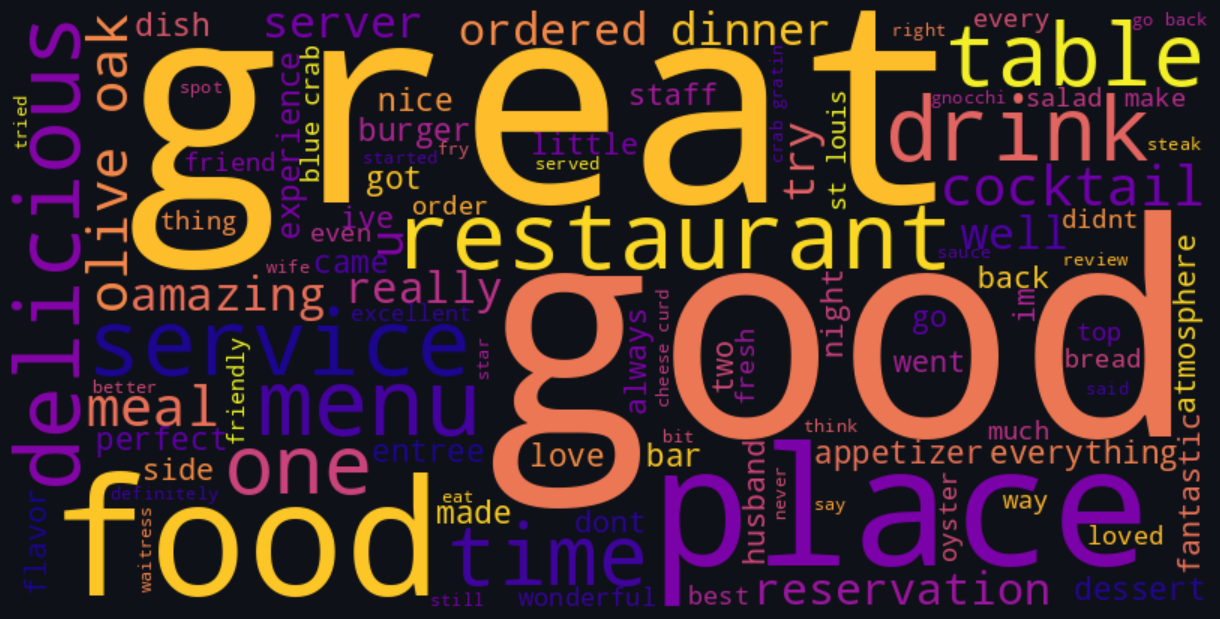 great
good
food
place
restaurant
delicious
service
menu
time
one
table
drink
cocktail
olive oak
dish
server
ordered
dinner
right
every
go back
tried
spot
experience
blue crab
nice
burger
fry
staff
little
served
started
crab gratin
try
st louis
gnocchi
salad
make
steak
friend
got
order
thing
ive
even
u
well
didnt
sauce
review
wife
came
amazing
really
excellent
back
im
night
atmosphere
go
went
top
bread
said
always
cheese curd
two
fresh
star
better
meal
friendly
perfect
entree
side
definitely
flavor
waitress
love
bar
bit
think
much
appetizer
everything
fantastic
husband
never
say
oyster
way
loved
eat
made
dont
still
wonderful
best
reservation
dessert